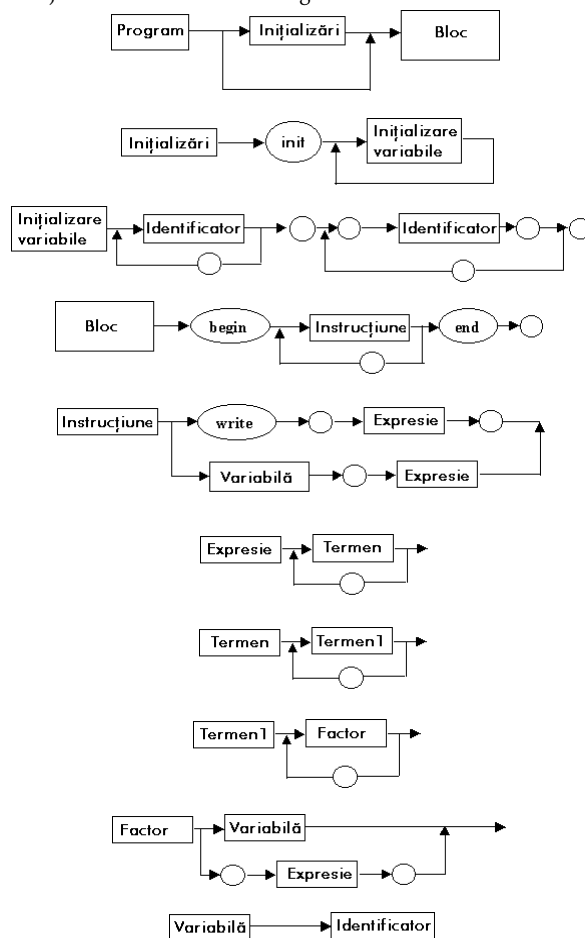 Program Inițializări Bloc
Inițializări init Inițializare variabile
Inițializare variabile Identificator Identificator
Bloc begin Instrucțiune end
Instrucțiune write Expresie
Variabilă Expresie
Expresie Termen
Termen Termen1
Termen1 Factor
Factor Variabilă
Expresie
Variabilă Identificator